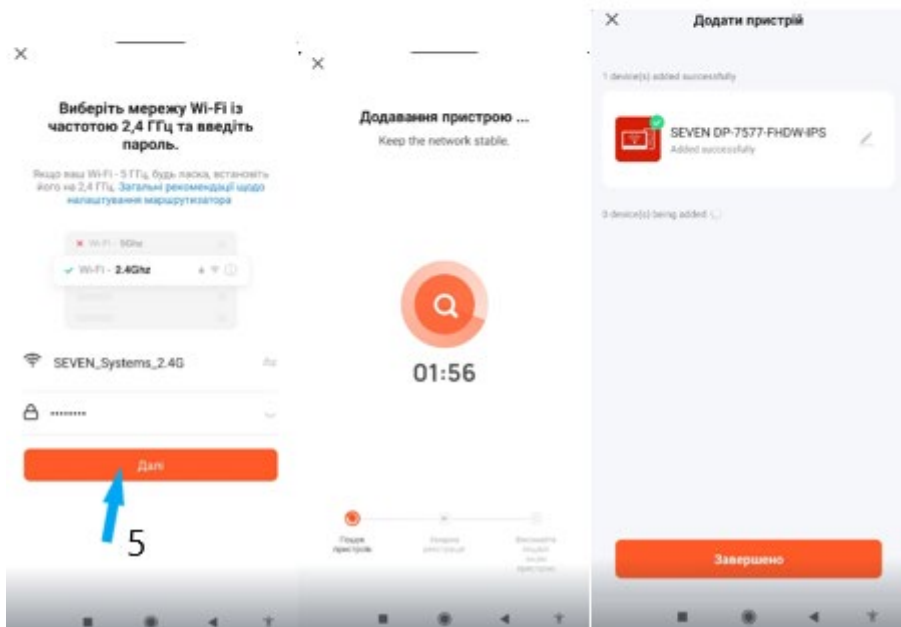 Виберіть мережу Wi-Fi із
частотою 2,4 ГГц та введіть
пароль.
Якщо ваш Wi-Fi - 5 ГГц, будь ласка, встановіть
його на 2,4 ГГц. Загальні рекомендації щодо
налаштування маршрутизатора
Wi-Fi - 5Ghz
Wi-Fi - 2.4Ghz
SEVEN_Systems_2.4G
••••••••
Далі
5
Додавання пристрою ...
Keep the network stable.
01:56
Пошук
пристроїв
Додати пристрій
1 device(s) added successfully
SEVEN DP-7577-FHDW-IPS
Added successfully
0 device(s) being added
Завершено